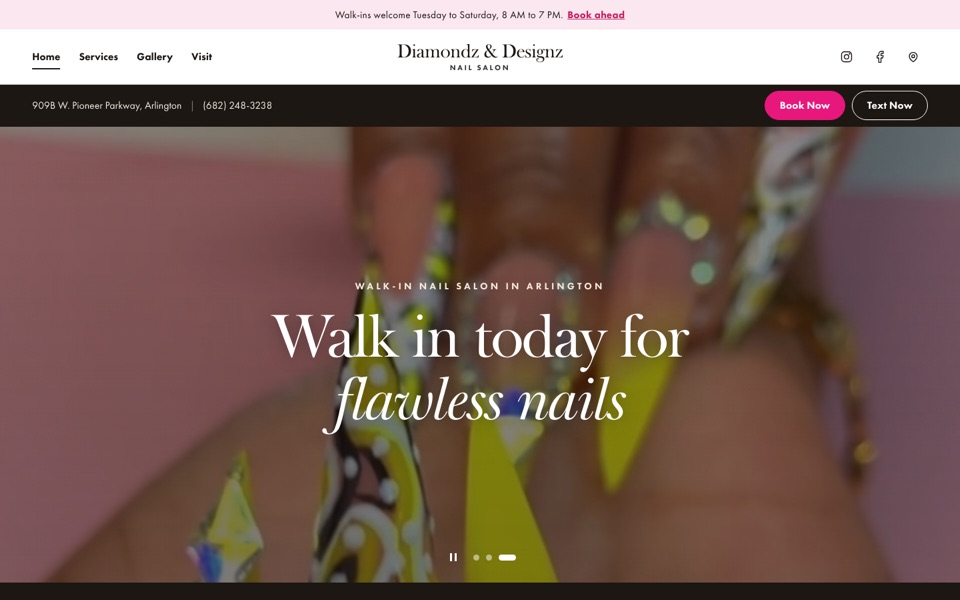 Walk-ins welcome Tuesday to Saturday, 8 AM to 7 PM. Book ahead
Home Services Gallery Visit
Diamondz & Designz
NAIL SALON
909B W. Pioneer Parkway, Arlington | (682) 248-3238
Book Now
Text Now
WALK-IN NAIL SALON IN ARLINGTON
Walk in today for
flawless nails